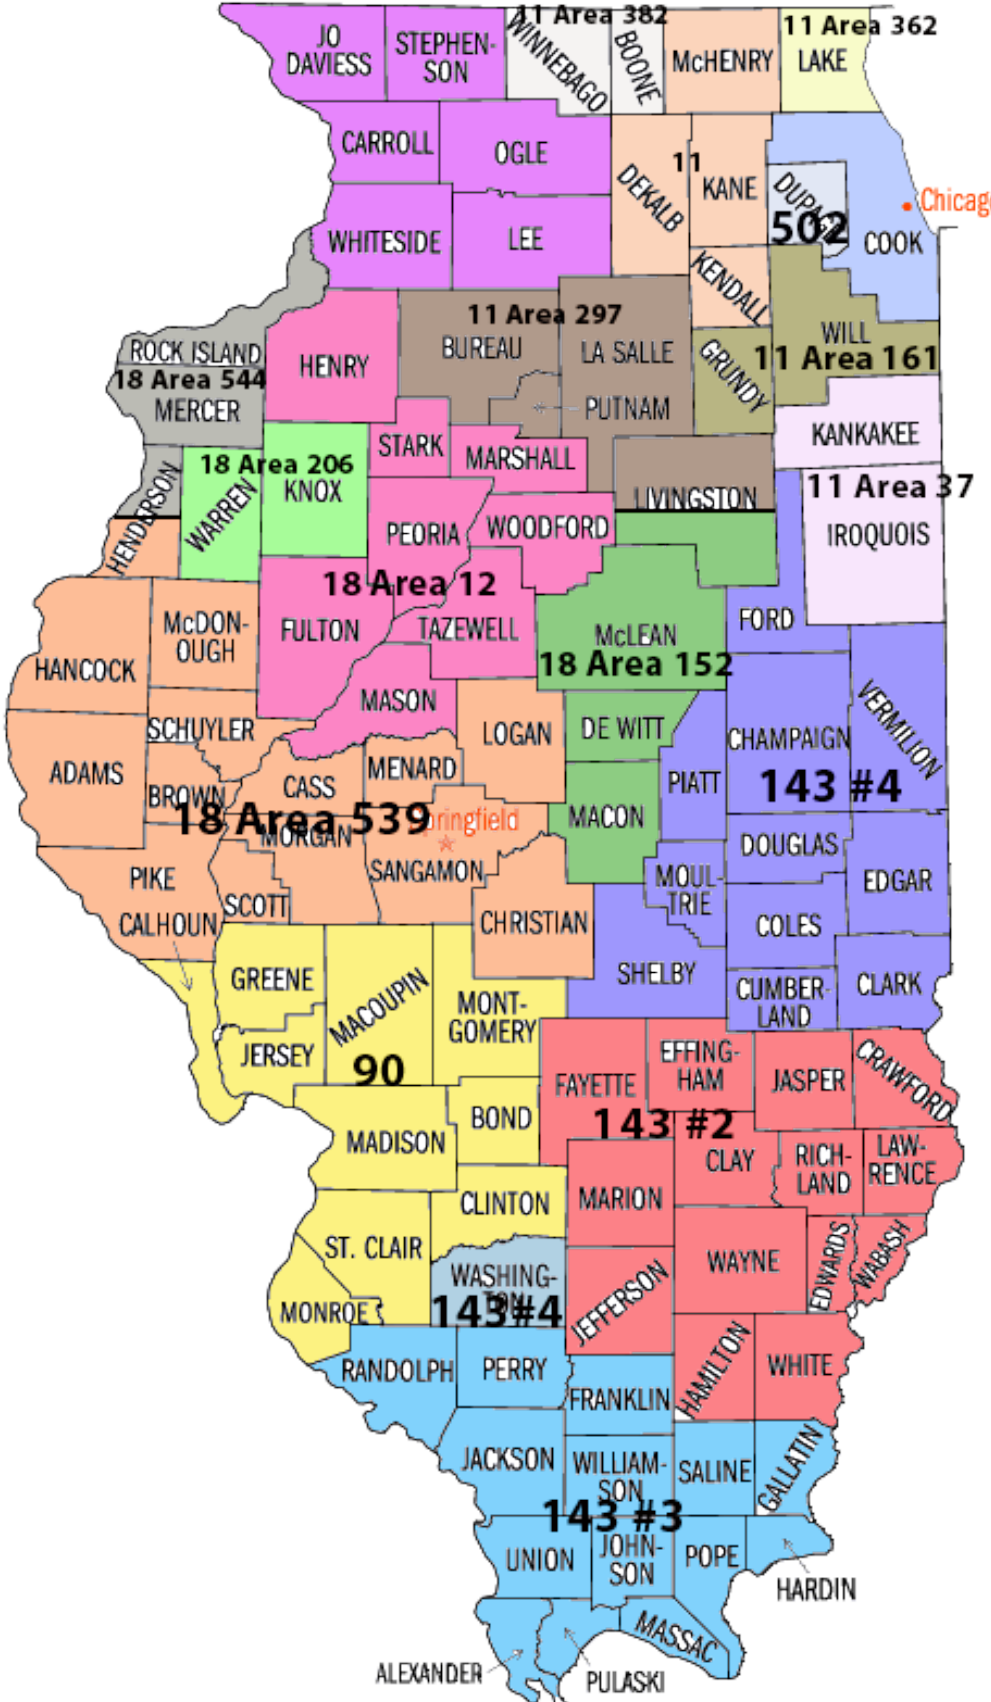 11 Area 382
11 Area 362
JO
DAVIESS
STEPHEN-
SON
WINNEBAGO
BOONE
McHENRY
LAKE
CARROLL
OGLE
DEKALB
11
KANE
DUPAGE
502
Chicag
COOK
WHITESIDE
LEE
KENDALL
ROCK ISLAND
18 Area 544
MERCER
HENRY
11 Area 297
BUREAU
LA SALLE
PUTNAM
GRUNDY
WILL
11 Area 161
KANKAKEE
11 Area 37
IROQUOIS
STARK
MARSHALL
LIVINGSTON
HENDERSON
18 Area 206
WARREN
KNOX
PEORIA
WOODFORD
18 Area 12
FULTON
TAZEWELL
McLEAN
18 Area 152
FORD
HANCOCK
McDON-
OUGH
MASON
LOGAN
DE WITT
CHAMPAIGN
VERMILION
143 #4
SCHUYLER
ADAMS
BROWN
CASS
MENARD
PIATT
MACON
18 Area 539
MORGAN
pringfield
SANGAMON
DOUGLAS
EDGAR
PIKE
CALHOUN
SCOTT
CHRISTIAN
MOUL-
TRIE
COLES
SHELBY
CUMBER-
LAND
CLARK
GREENE
MACOUPIN
MONT-
GOMERY
JERSEY
90
FAYETTE
EFFING-
HAM
JASPER
CRAWFORD
143 #2
BOND
MADISON
CLAY
RICH-
LAND
LAW-
RENCE
MARION
CLINTON
ST. CLAIR
WAYNE
EDWARDS
WABASH
WASHING-
TON
143#4
JEFFERSON
MONROE
RANDOLPH
PERRY
FRANKLIN
HAMILTON
WHITE
JACKSON
WILLIAM-
SON
SALINE
GALLATIN
143 #3
UNION
JOHN-
SON
POPE
HARDIN
MASSAC
ALEXANDER
PULASKI